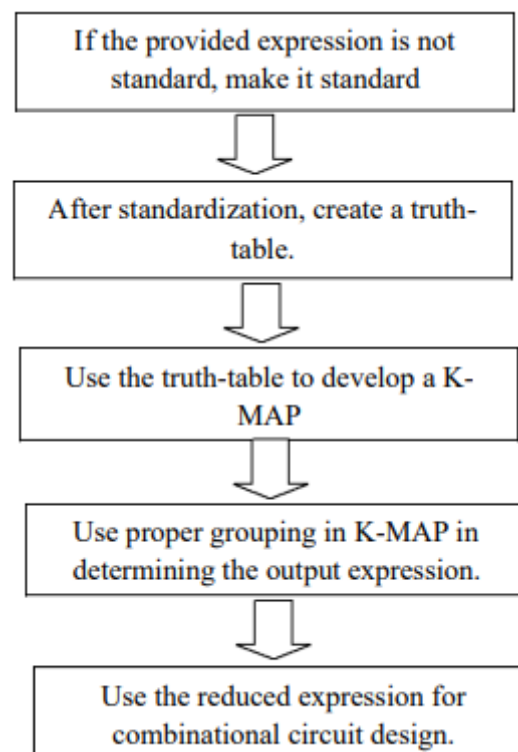 If the provided expression is not
standard, make it standard
After standardization, create a truth-
table.
Use the truth-table to develop a K-
MAP
Use proper grouping in K-MAP in
determining the output expression.
Use the reduced expression for
combinational circuit design.